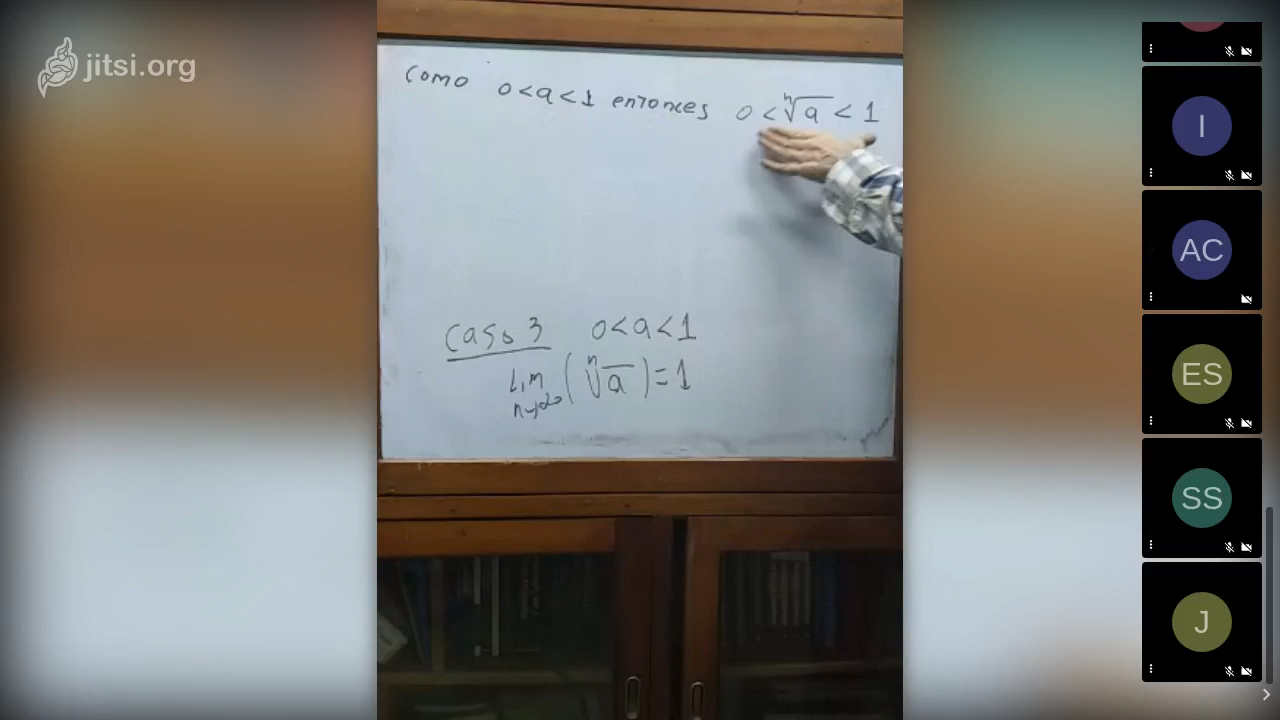 jitsi.org
Como 0<a<1 entonces 0<ⁿ√a<1
Caso 3 0<a<1
lim (ⁿ√a)=1
n→∞
I
AC
ES
SS
J